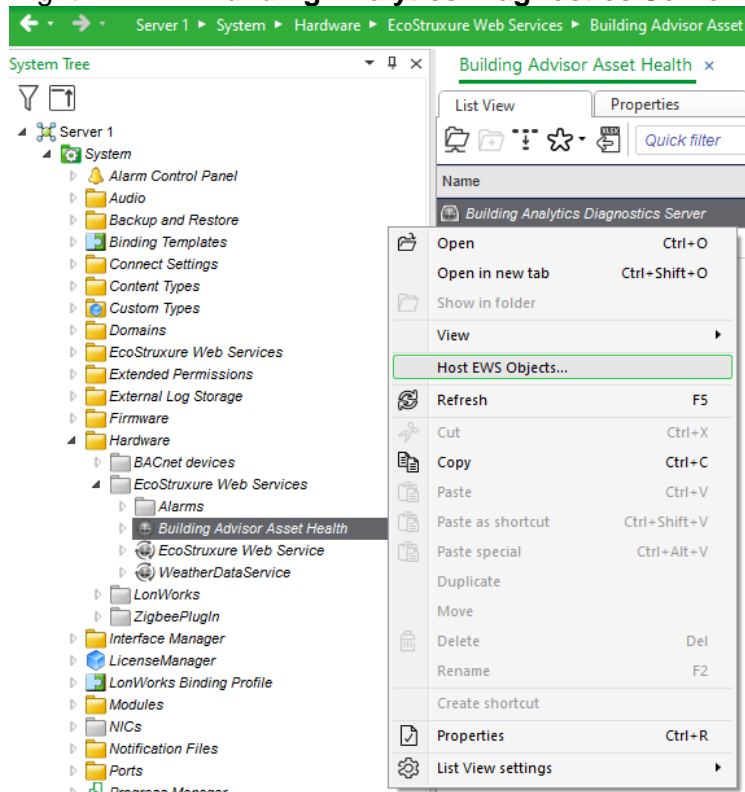 Server 1 ▸ System ▸ Hardware ▸ EcoStruxure Web Services ▸ Building Advisor Asset
System Tree
Server 1
System
Alarm Control Panel
Audio
Backup and Restore
Binding Templates
Connect Settings
Content Types
Custom Types
Domains
EcoStruxure Web Services
Extended Permissions
External Log Storage
Firmware
Hardware
BACnet devices
EcoStruxure Web Services
Alarms
Building Advisor Asset Health
EcoStruxure Web Service
WeatherDataService
LonWorks
ZigbeePlugIn
Interface Manager
LicenseManager
LonWorks Binding Profile
Modules
NICs
Notification Files
Ports
Building Advisor Asset Health ×
List View Properties
XLSX Quick filter
Name
Building Analytics Diagnostics Server
Open Ctrl+O
Open in new tab Ctrl+Shift+O
Show in folder
View
Host EWS Objects...
Refresh F5
Cut Ctrl+X
Copy Ctrl+C
Paste Ctrl+V
Paste as shortcut Ctrl+Shift+V
Paste special Ctrl+Alt+V
Duplicate
Move
Delete Del
Rename F2
Create shortcut
Properties Ctrl+R
List View settings